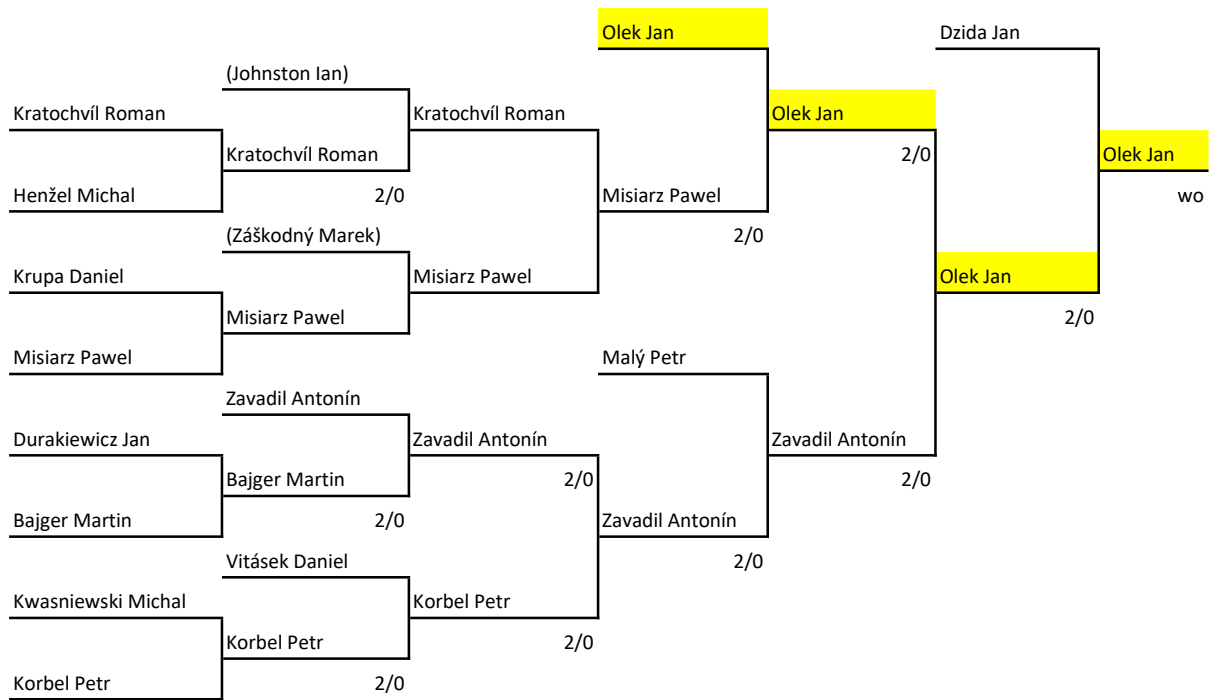 Olek Jan
Dzida Jan
(Johnston Ian)
Kratochvíl Roman
Kratochvíl Roman
Olek Jan
Kratochvíl Roman
2/0
Olek Jan
Henžel Michal
2/0
Misiarz Pawel
wo
(Záškodný Marek)
2/0
Krupa Daniel
Misiarz Pawel
Olek Jan
Misiarz Pawel
2/0
Misiarz Pawel
Malý Petr
Zavadil Antonín
Durakiewicz Jan
Zavadil Antonín
Zavadil Antonín
Bajger Martin
2/0
2/0
Bajger Martin
2/0
Zavadil Antonín
Vitásek Daniel
2/0
Kwasniewski Michal
Korbel Petr
Korbel Petr
2/0
Korbel Petr
2/0